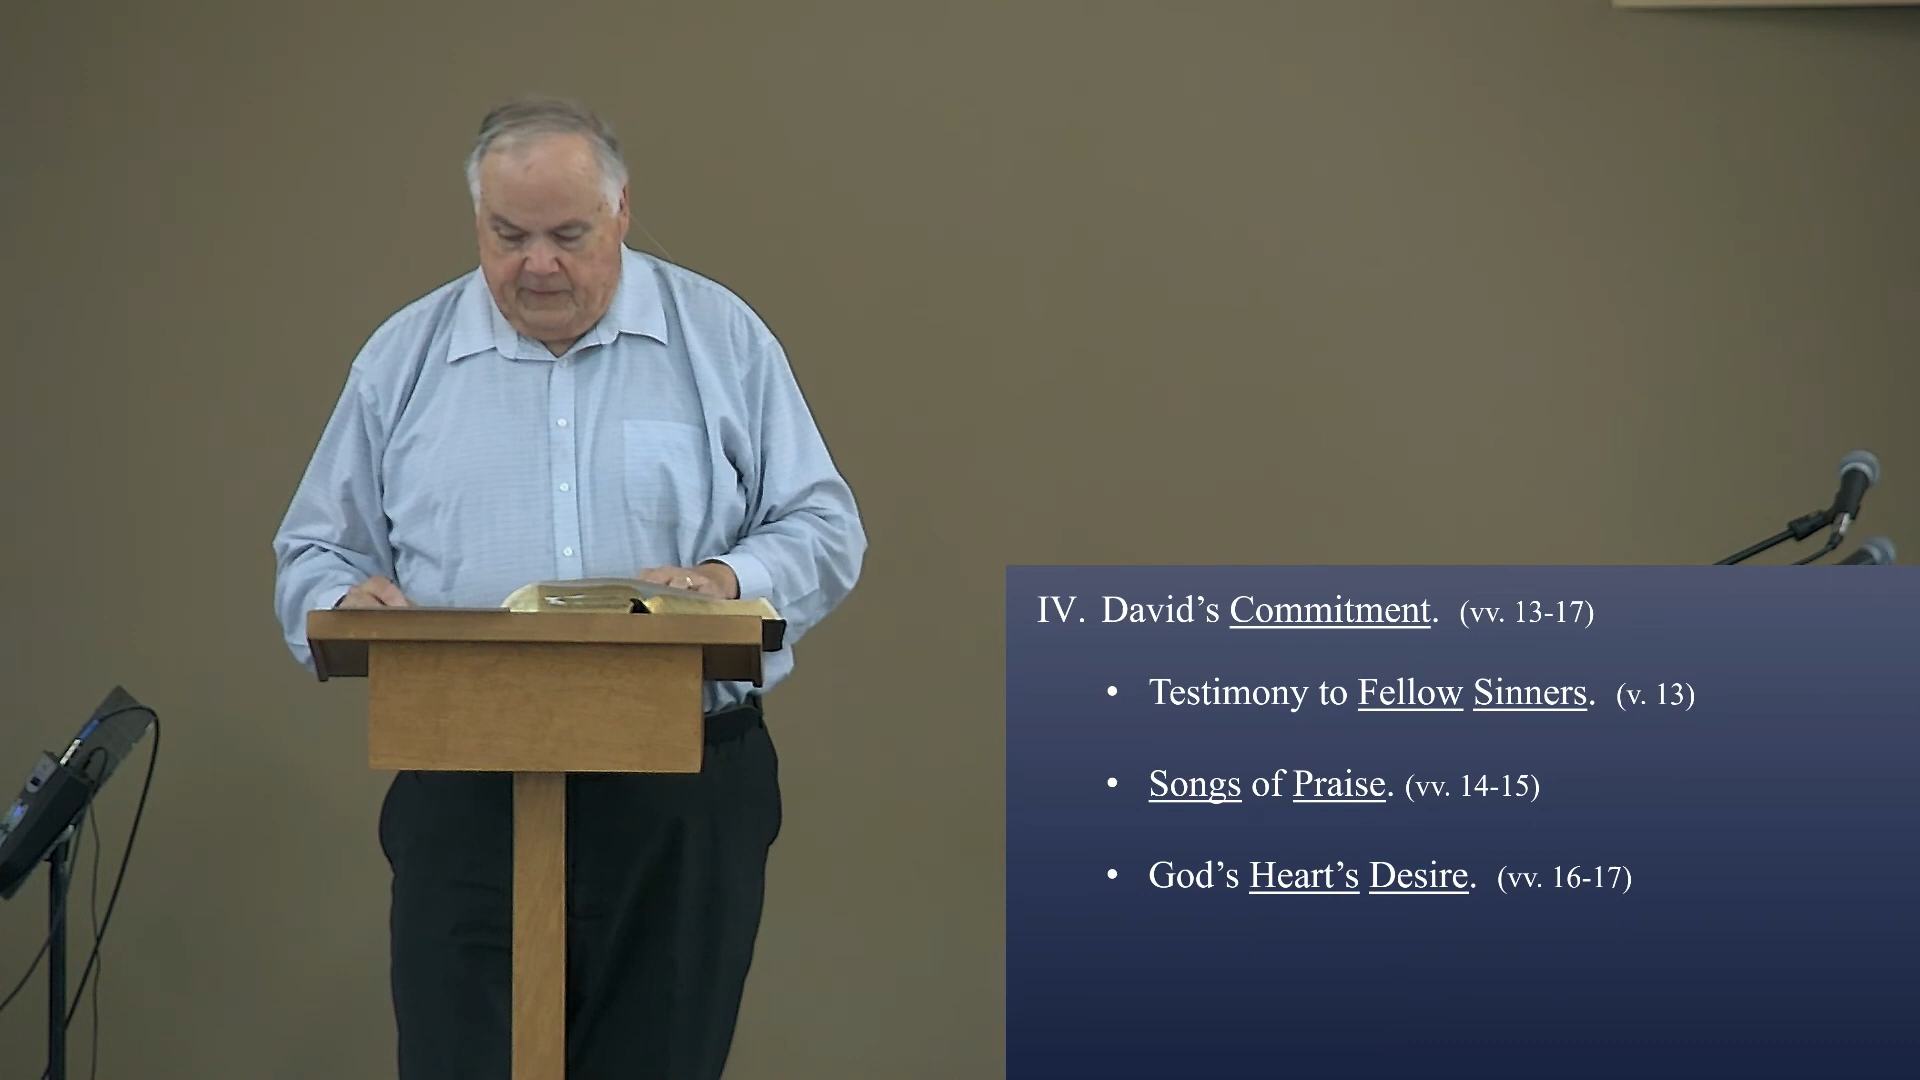 IV. David’s Commitment. (vv. 13-17)
• Testimony to Fellow Sinners. (v. 13)
• Songs of Praise. (vv. 14-15)
• God’s Heart’s Desire. (vv. 16-17)